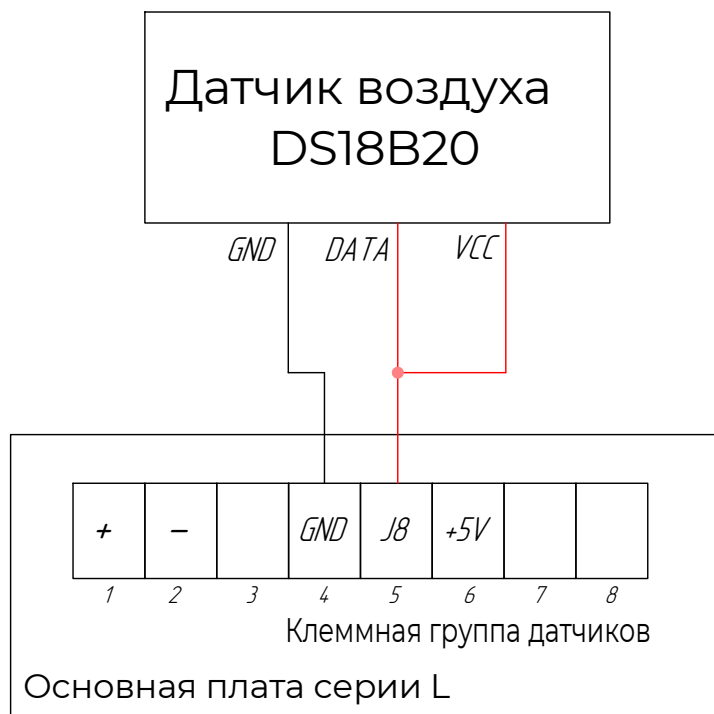 Датчик воздуха
DS18B20
GND DATA VCC
+ – GND J8 +5V
1 2 3 4 5 6 7 8
Клеммная группа датчиков
Основная плата серии L